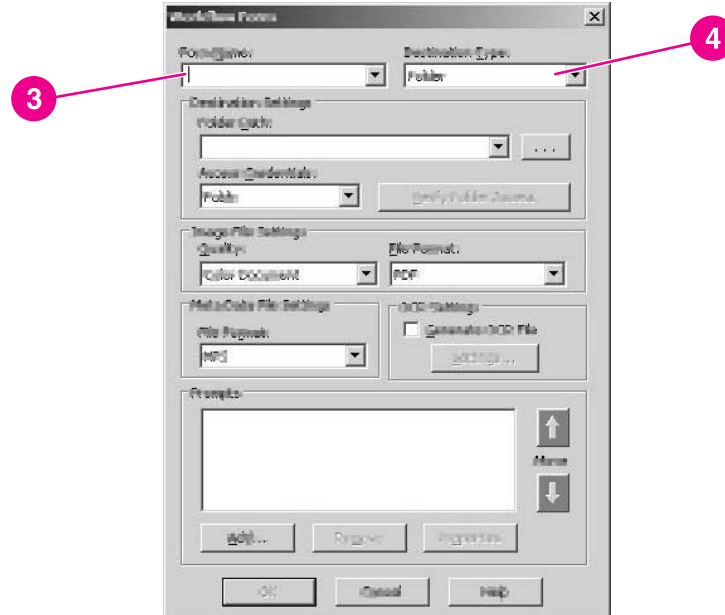 Workflow Form
Form Name: Destination Type:
Folder
3
4
Destination Settings
Folder Path:
...
Access Credentials:
Public Verify Folder Access
Image File Settings
Quality: File Format:
Color Document PDF
MetaData File Settings OCR Settings
File Format: Generate OCR File
HPS Settings...
Prompts
Move
Add... Remove Properties
OK Cancel Help